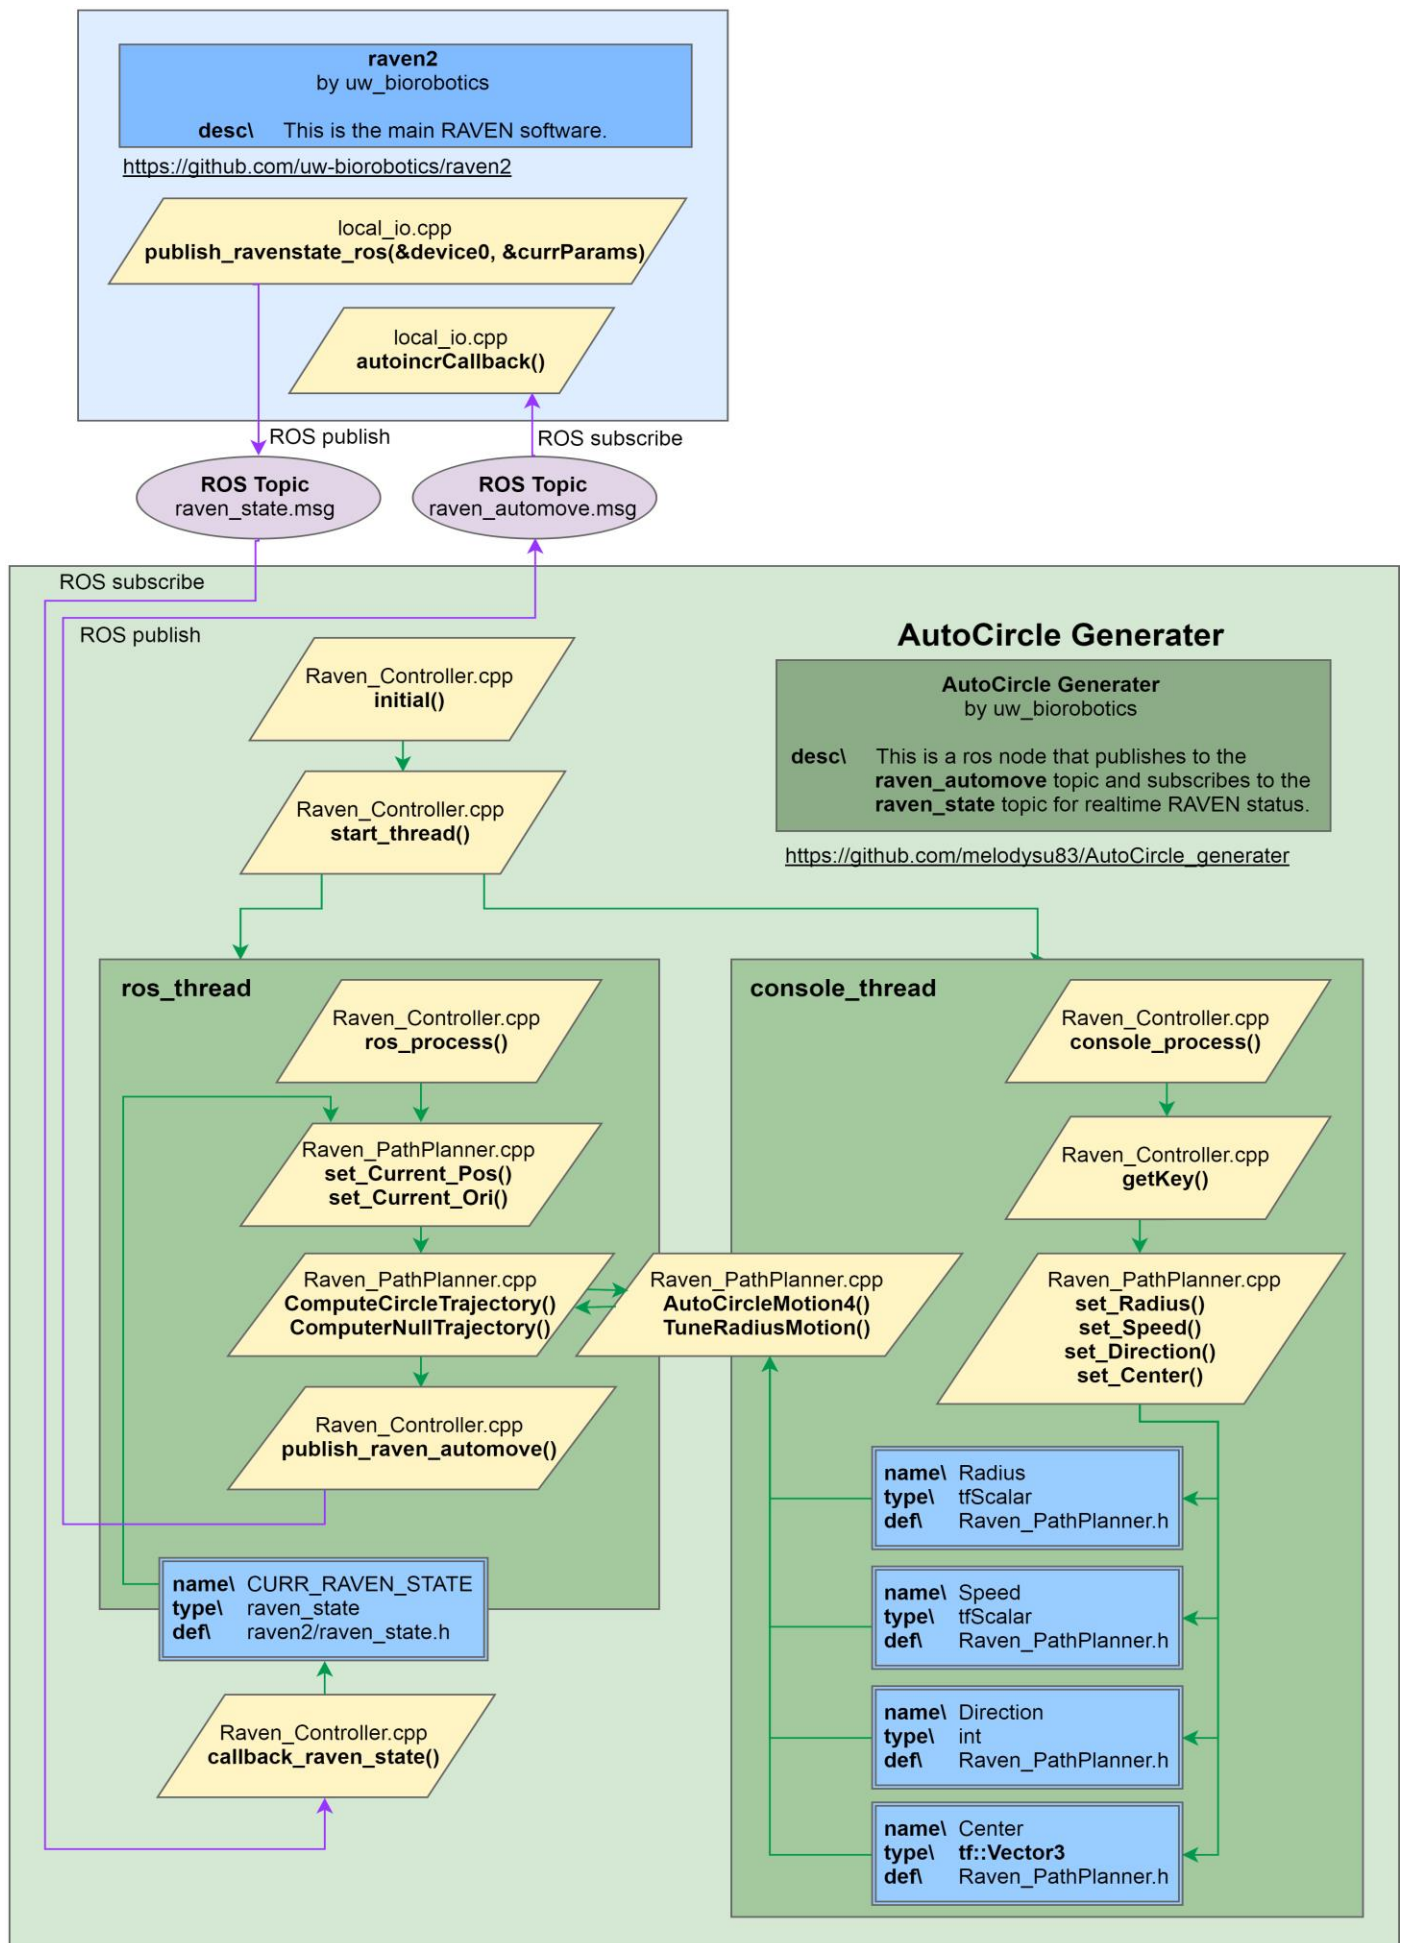 raven2
by uw_biorobotics
desc\ This is the main RAVEN software.
https://github.com/uw-biorobotics/raven2
local_io.cpp
publish_ravenstate_ros(&device0, &currParams)
local_io.cpp
autoincrCallback()
ROS publish
ROS subscribe
ROS Topic
raven_state.msg
ROS Topic
raven_automove.msg
ROS subscribe
ROS publish
AutoCircle Generater
Raven_Controller.cpp
initial()
AutoCircle Generater
by uw_biorobotics
desc\ This is a ros node that publishes to the
raven_automove topic and subscribes to the
raven_state topic for realtime RAVEN status.
Raven_Controller.cpp
start_thread()
https://github.com/melodysu83/AutoCircle_generater
ros_thread
Raven_Controller.cpp
ros_process()
Raven_PathPlanner.cpp
set_Current_Pos()
set_Current_Ori()
Raven_PathPlanner.cpp
ComputeCircleTrajectory()
ComputerNullTrajectory()
Raven_Controller.cpp
publish_raven_automove()
name\ CURR_RAVEN_STATE
type\ raven_state
def\ raven2/raven_state.h
Raven_Controller.cpp
callback_raven_state()
console_thread
Raven_Controller.cpp
console_process()
Raven_Controller.cpp
getKey()
Raven_PathPlanner.cpp
AutoCircleMotion4()
TuneRadiusMotion()
Raven_PathPlanner.cpp
set_Radius()
set_Speed()
set_Direction()
set_Center()
name\ Radius
type\ tfScalar
def\ Raven_PathPlanner.h
name\ Speed
type\ tfScalar
def\ Raven_PathPlanner.h
name\ Direction
type\ int
def\ Raven_PathPlanner.h
name\ Center
type\ tf::Vector3
def\ Raven_PathPlanner.h